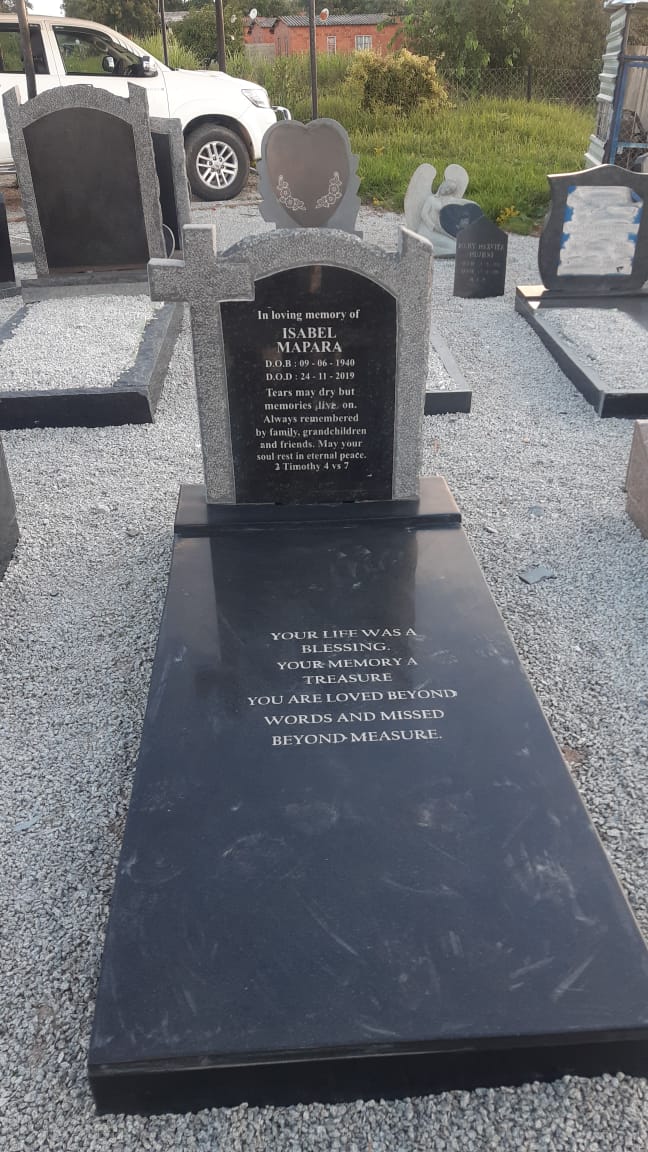 In loving memory of
ISABEL
MAPARA
D.O.B : 09 - 06 - 1940
D.O.D : 24 - 11 - 2019
Tears may dry but
memories live on.
Always remembered
by family, grandchildren
and friends. May your
soul rest in eternal peace.
2 Timothy 4 vs 7
YOUR LIFE WAS A
BLESSING.
YOUR MEMORY A
TREASURE
YOU ARE LOVED BEYOND
WORDS AND MISSED
BEYOND MEASURE.